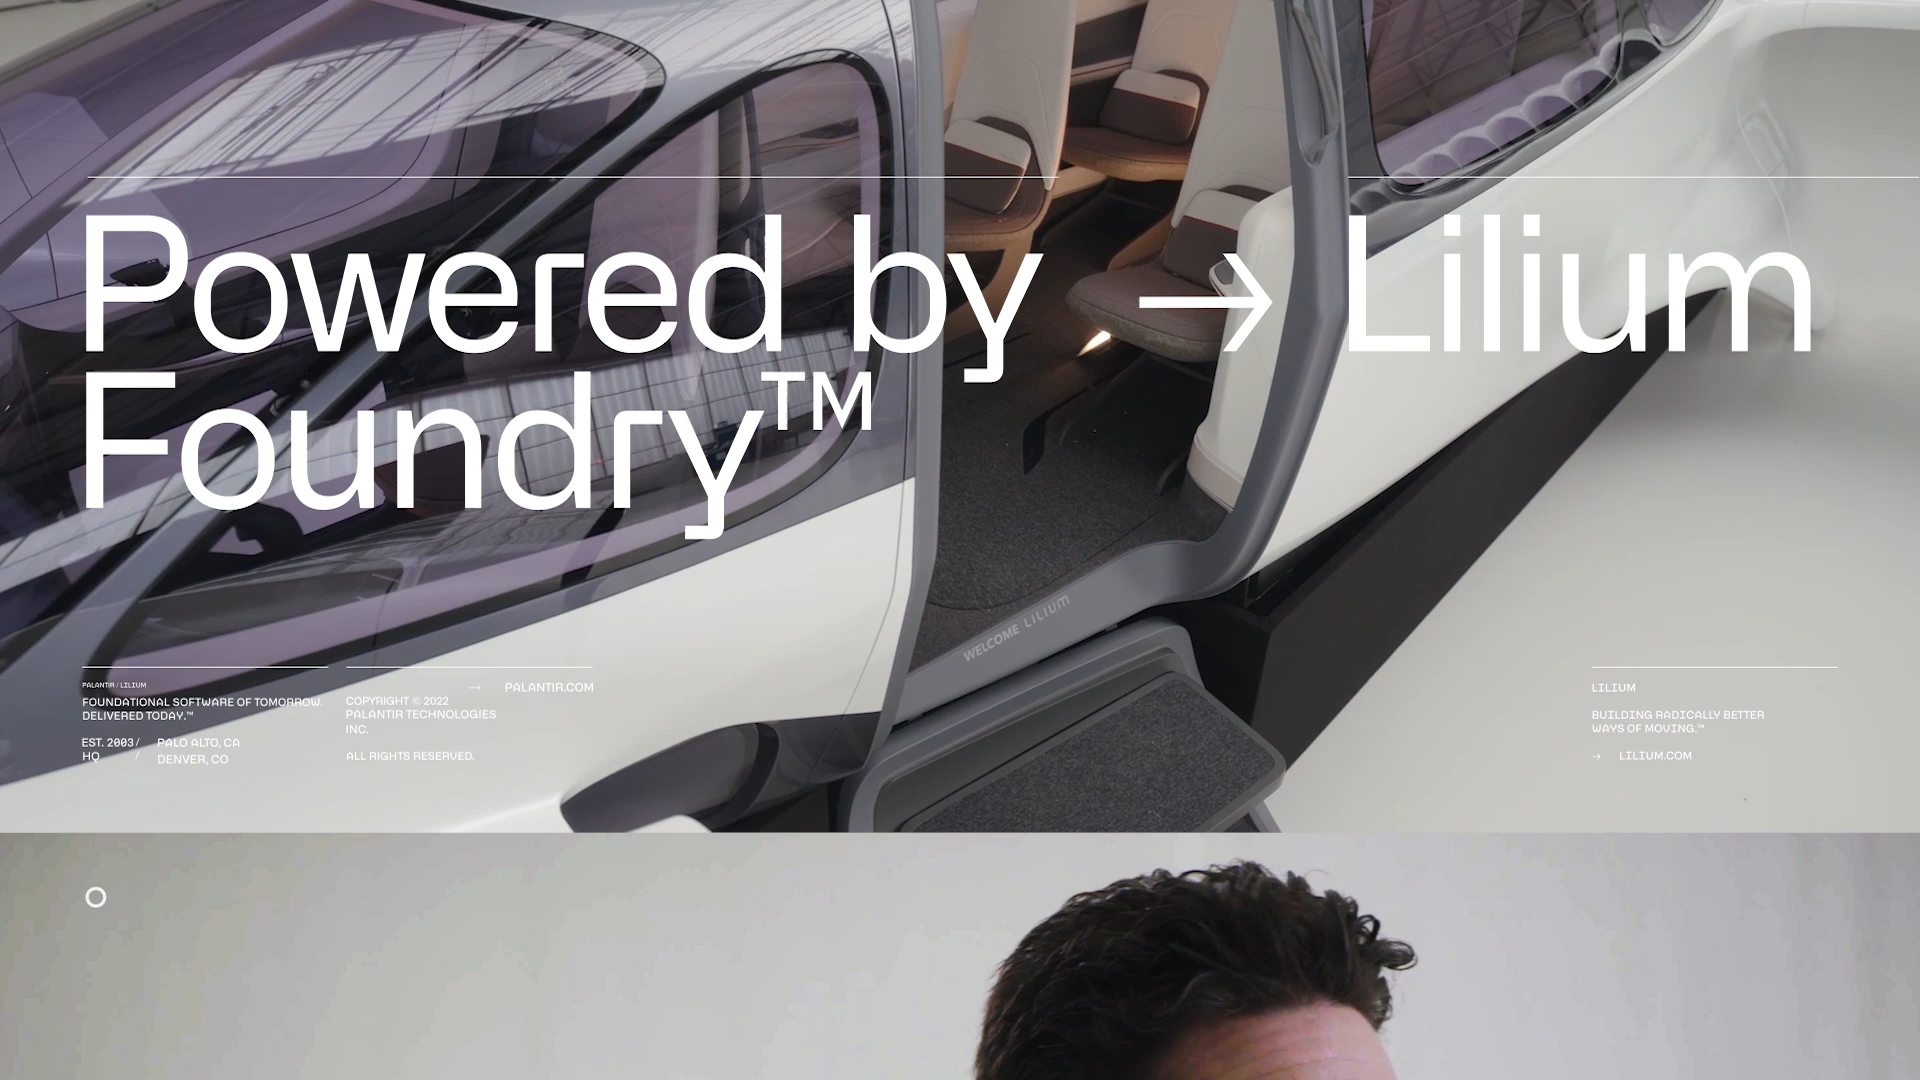 Powered by → Lilium
Foundry™
WELCOME LILIUM
PALANTIR / LILIUM
FOUNDATIONAL SOFTWARE OF TOMORROW.
DELIVERED TODAY.™
EST. 2003 / PALO ALTO, CA
HQ / DENVER, CO
→ PALANTIR.COM
COPYRIGHT © 2022
PALANTIR TECHNOLOGIES
INC.
ALL RIGHTS RESERVED.
LILIUM
BUILDING RADICALLY BETTER
WAYS OF MOVING.™
→ LILIUM.COM